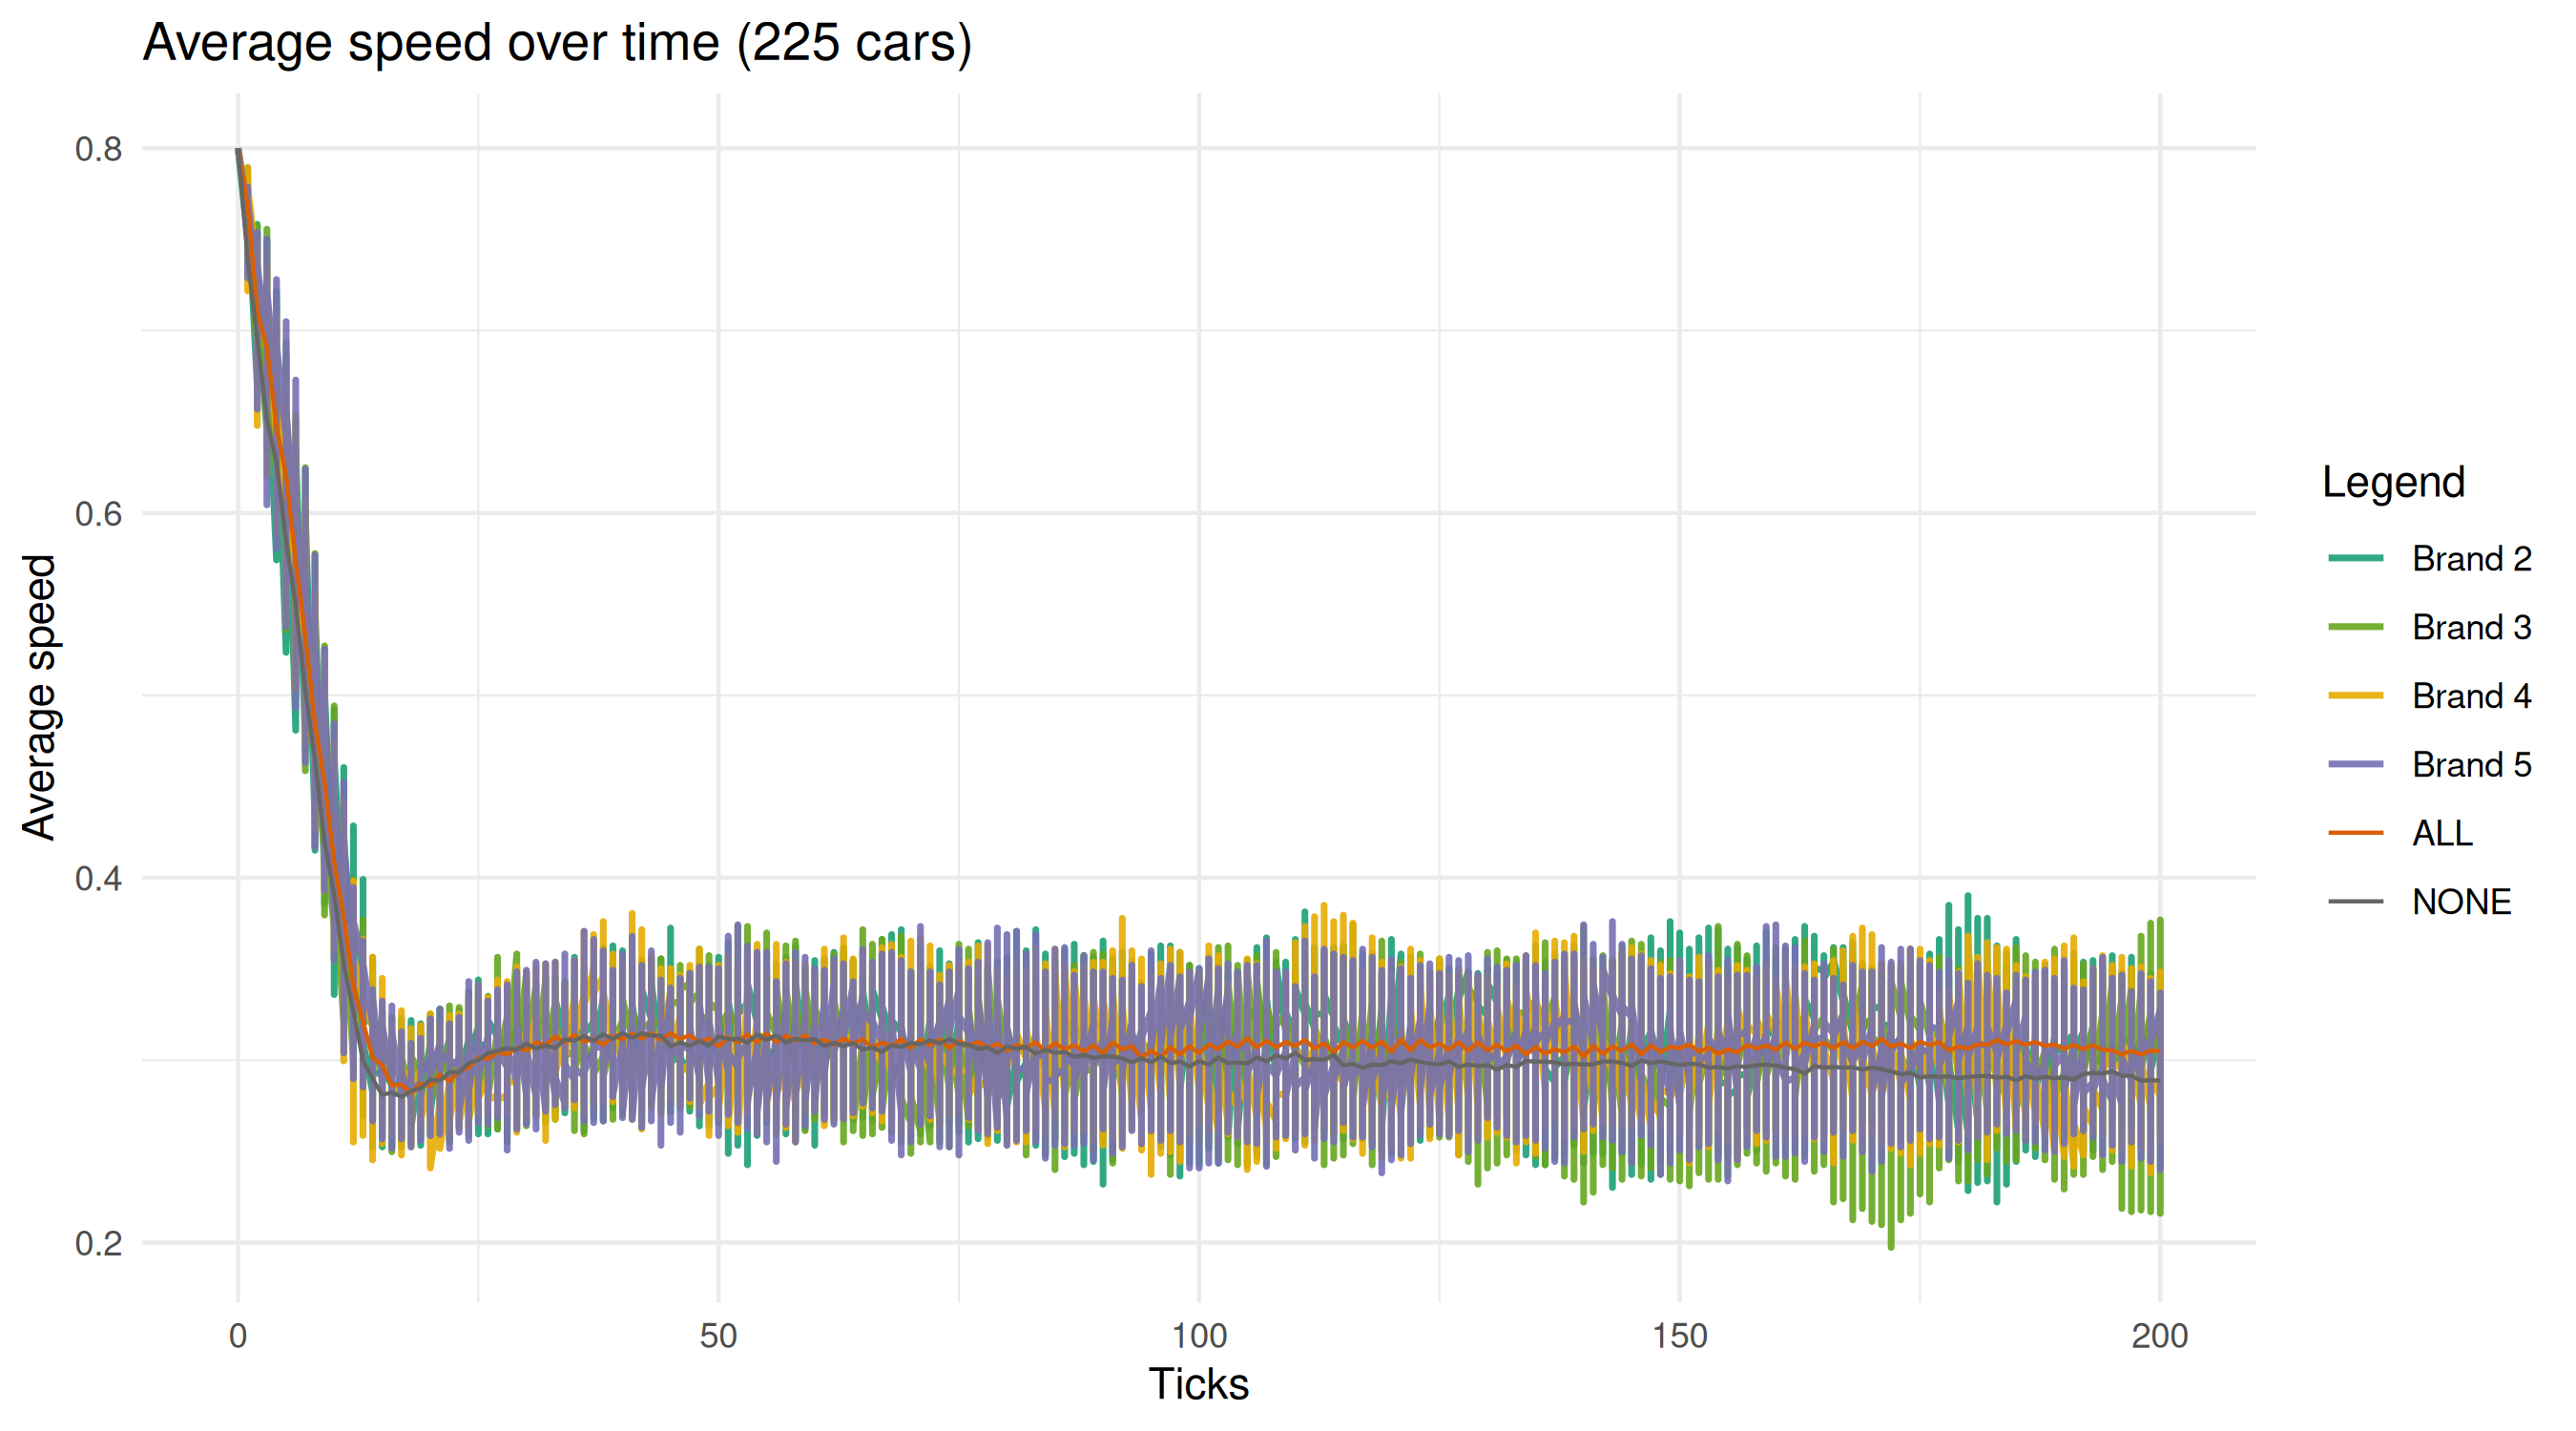 Average speed over time (225 cars)
0.8
0.6
0.4
0.2
Average speed
0
50
100
150
200
Ticks
Legend
Brand 2
Brand 3
Brand 4
Brand 5
ALL
NONE